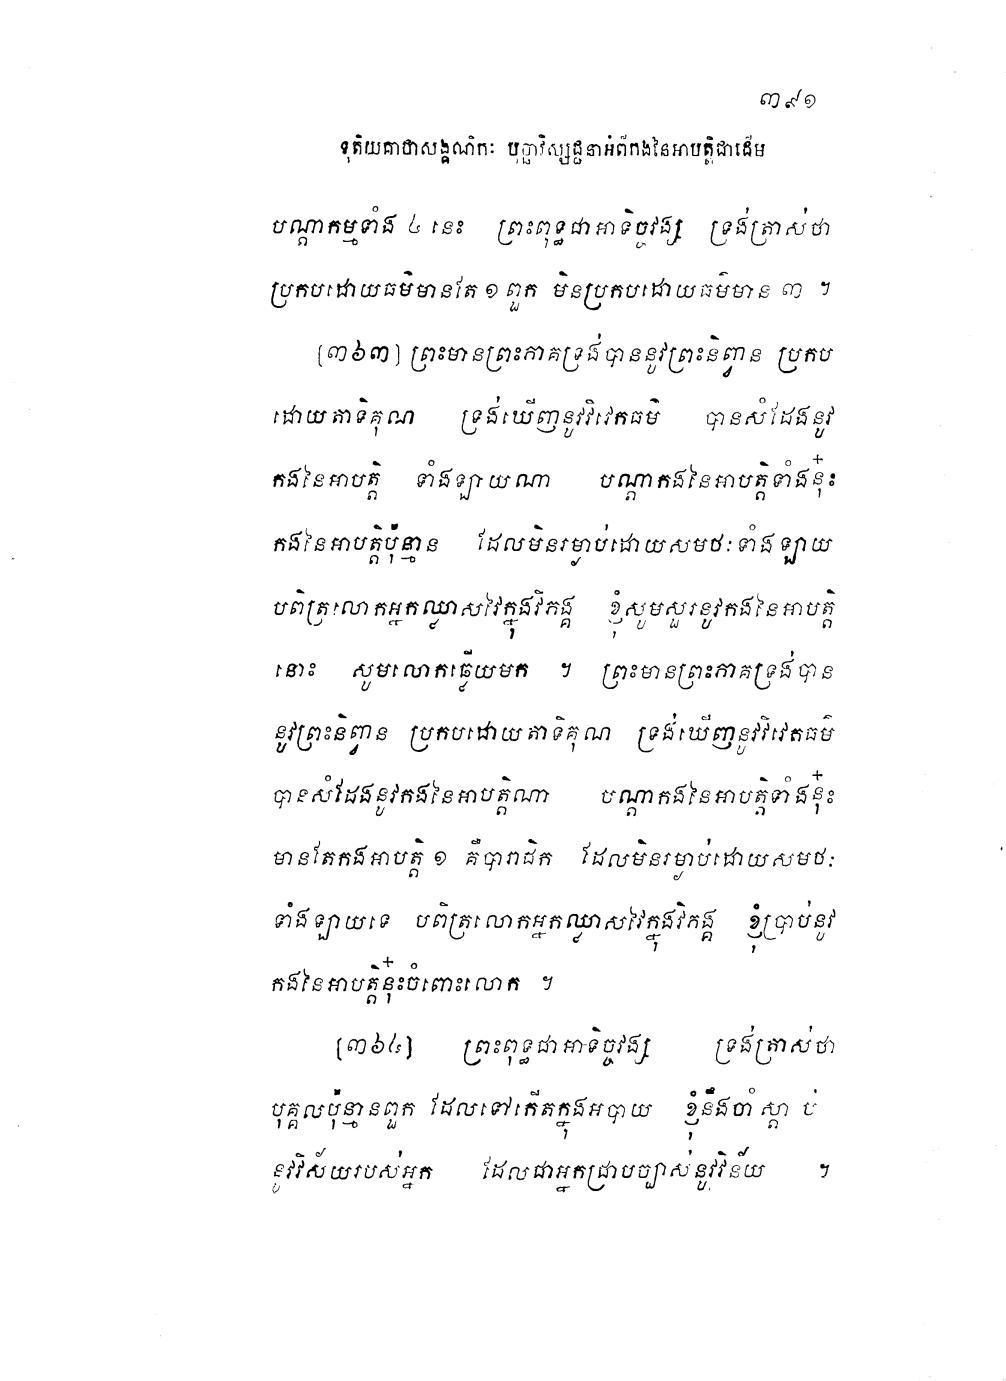 ៣៩១
ទុតិយគាថាសង្គណិកៈ បុច្ឆាវិស្សជ្ជនាអំពីកងនៃអាបត្តិជាដើម
បណ្ដាកម្មទាំង ៤ នេះ ព្រះពុទ្ធជាអាទិច្ចវង្ស ទ្រង់ត្រាស់ថា
ប្រកបដោយធម៌មានតែ ១ ពួក មិនប្រកបដោយធម៌មាន ៣ ។
[៣៦៣] ព្រះមានព្រះភាគទ្រង់បាននូវព្រះនិព្វាន ប្រកប
ដោយតាទិគុណ ទ្រង់ឃើញនូវវិវេកធម៌ បានសំដែងនូវ
កងនៃអាបត្តិ ទាំងឡាយណា បណ្ដាកងនៃអាបត្តិទាំងនុ៎ះ
កងនៃអាបត្តិប៉ុន្មាន ដែលមិនរម្ងាប់ដោយសមថៈទាំងឡាយ
បពិត្រលោកអ្នកឈ្លាសវៃក្នុងវិភង្គ ខ្ញុំសូមសួរនូវកងនៃអាបត្តិ
នោះ សូមលោកឆ្លើយមក ។ ព្រះមានព្រះភាគទ្រង់បាន
នូវព្រះនិព្វាន ប្រកបដោយតាទិគុណ ទ្រង់ឃើញនូវវិវេកធម៌
បានសំដែងនូវកងនៃអាបត្តិណា បណ្ដាកងនៃអាបត្តិទាំងនុ៎ះ
មានតែកងអាបត្តិ ១ គឺបារាជិក ដែលមិនរម្ងាប់ដោយសមថៈ
ទាំងឡាយទេ បពិត្រលោកអ្នកឈ្លាសវៃក្នុងវិភង្គ ខ្ញុំប្រាប់នូវ
កងនៃអាបត្តិនុ៎ះចំពោះលោក ។
[៣៦៤] ព្រះពុទ្ធជាអាទិច្ចវង្ស ទ្រង់ត្រាស់ថា
បុគ្គលប៉ុន្មានពួក ដែលទៅកើតក្នុងអបាយ ខ្ញុំនឹងចាំស្ដាប់
នូវវិស័យរបស់អ្នក ដែលជាអ្នកជ្រាបច្បាស់នូវវិន័យ ។